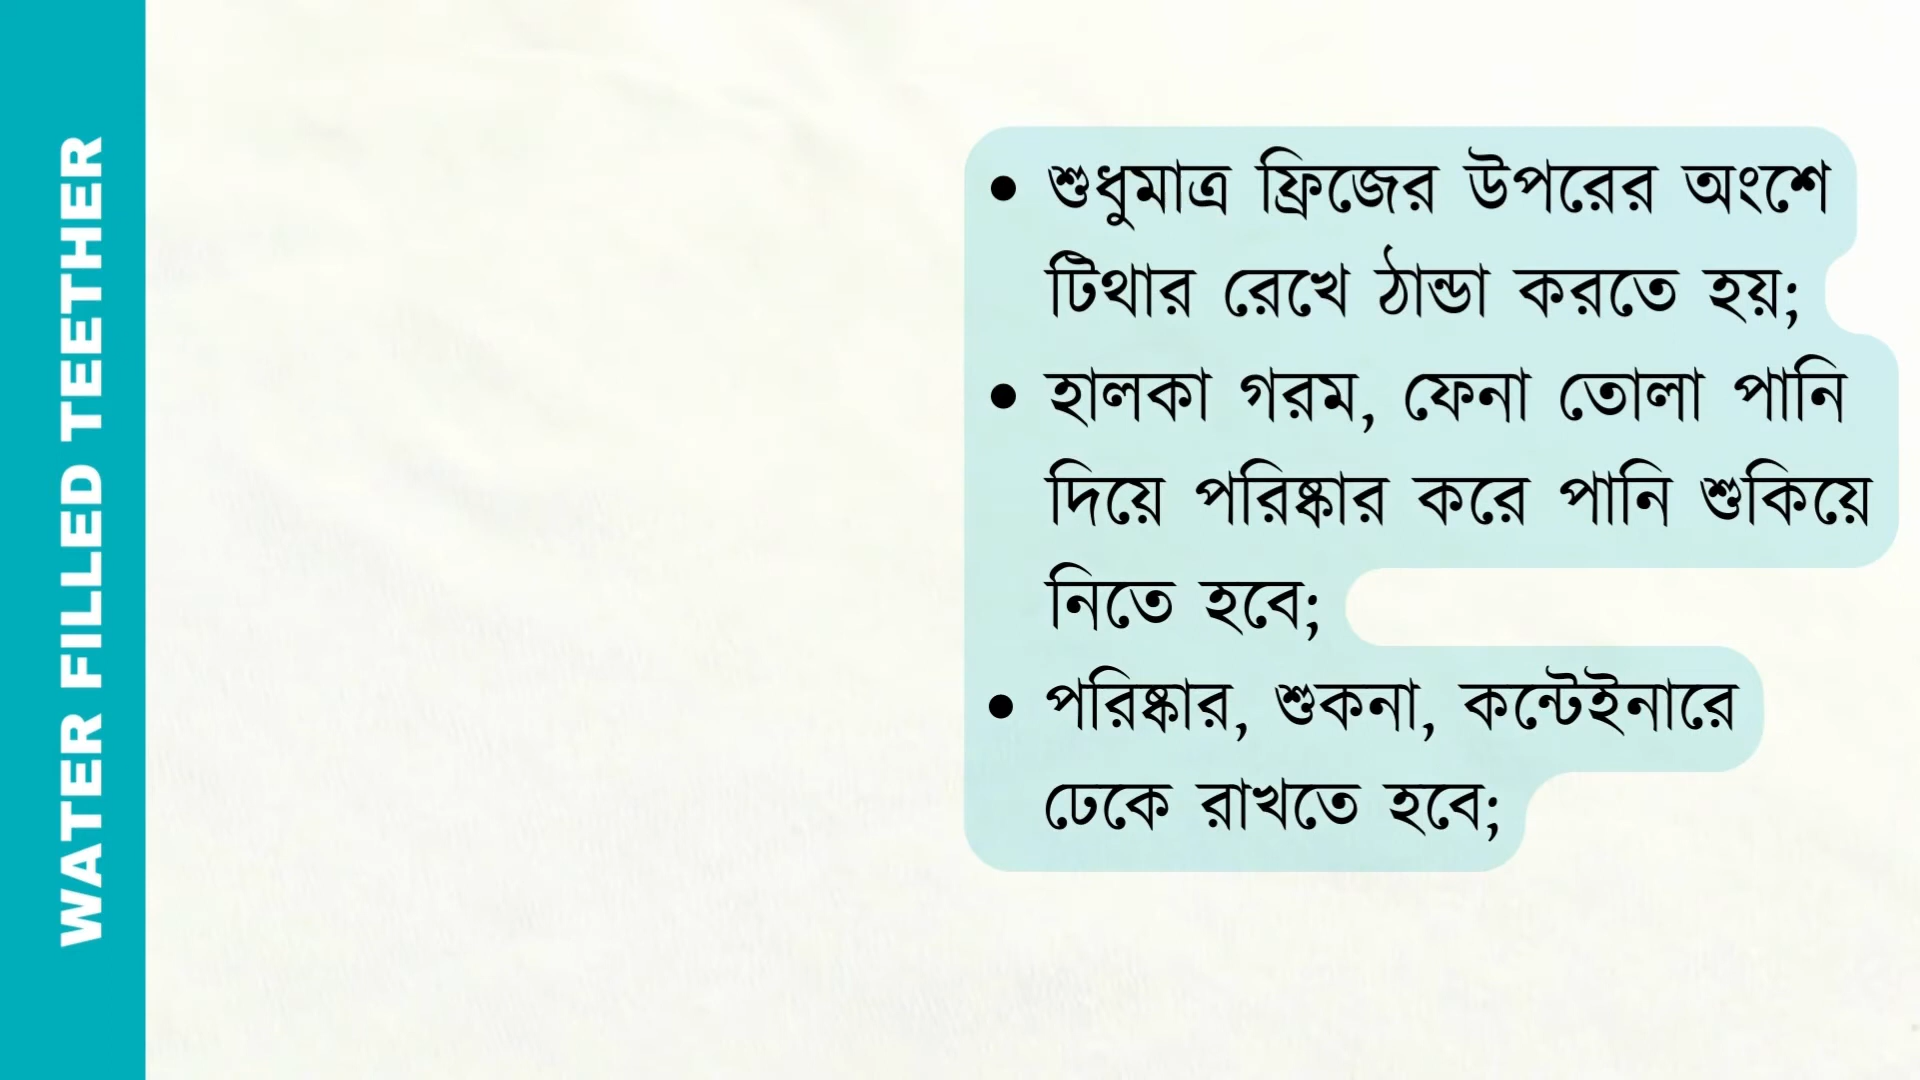 WATER FILLED TEETHER
• শুধুমাত্র ফ্রিজের উপরের অংশে
টিথার রেখে ঠান্ডা করতে হয়;
• হালকা গরম, ফেনা তোলা পানি
দিয়ে পরিষ্কার করে পানি শুকিয়ে
নিতে হবে;
• পরিষ্কার, শুকনা, কন্টেইনারে
ঢেকে রাখতে হবে;